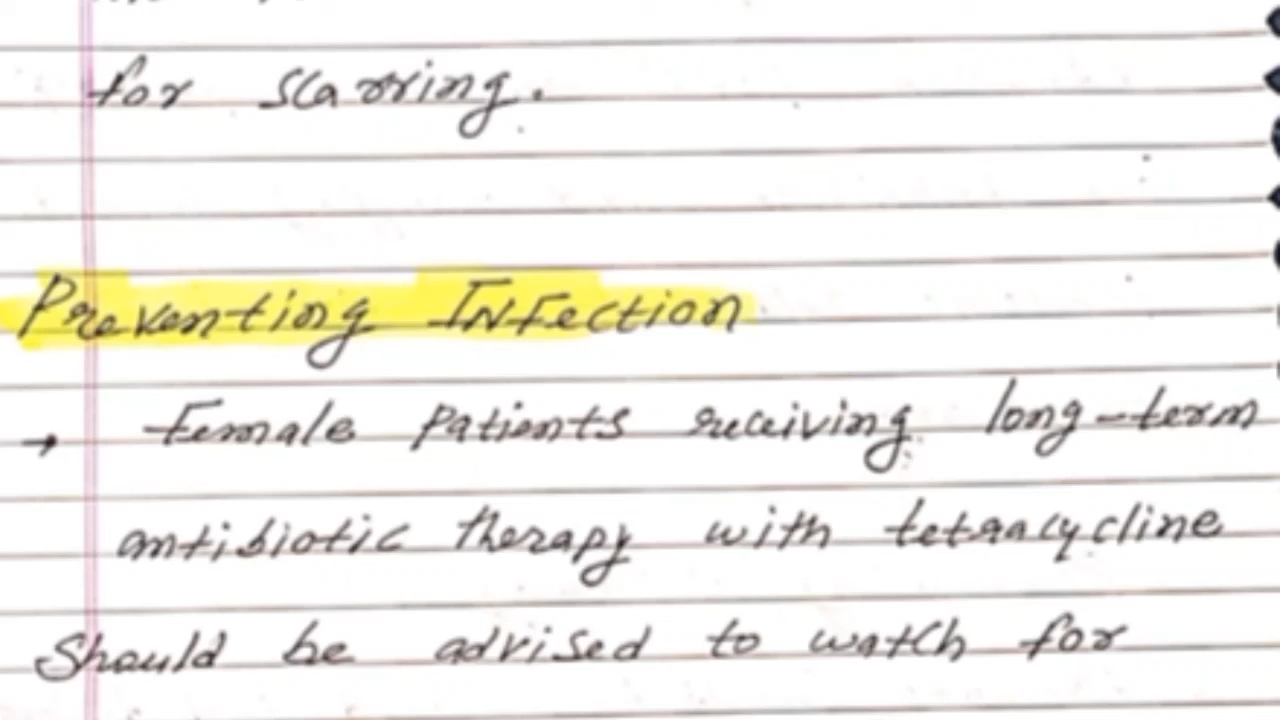 for scarring.
Preventing INFection
→ Female Patients receiving long-term
antibiotic therapy with tetracycline
Should be advised to watch for